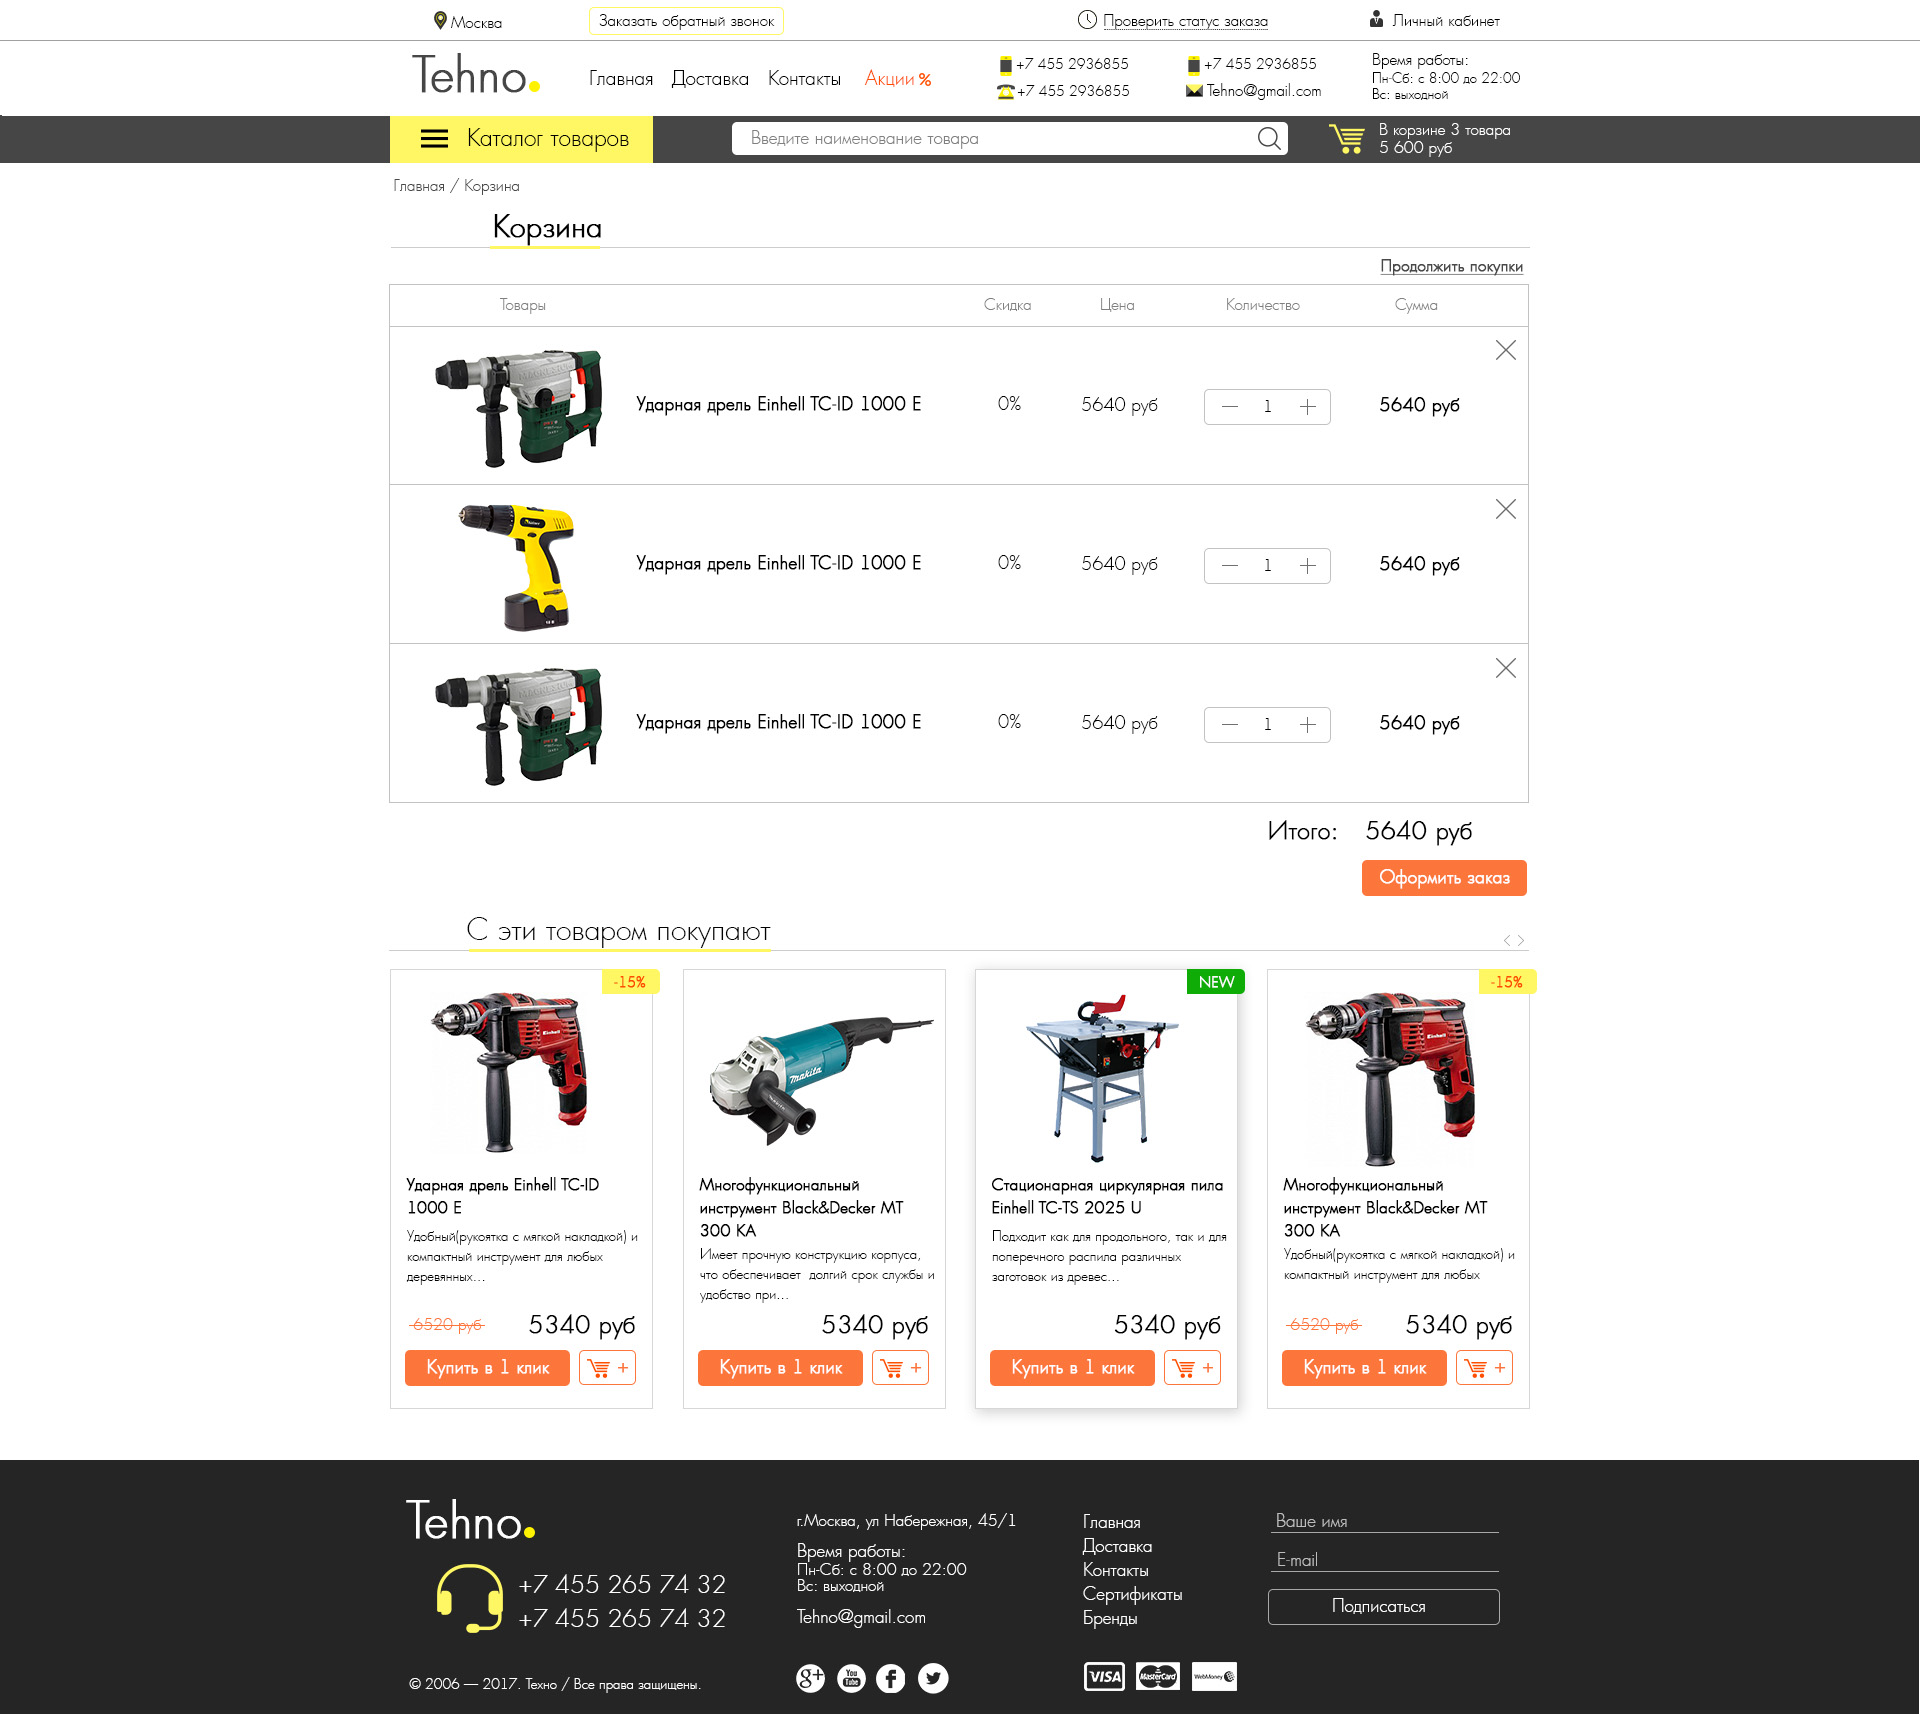 Москва
Заказать обратный звонок
Проверить статус заказа
Личный кабинет
Tehno.
Главная Доставка Контакты Акции %
+7 455 2936855
+7 455 2936855
+7 455 2936855
Tehno@gmail.com
Время работы:
Пн-Сб: с 8:00 до 22:00
Вс: выходной
Каталог товаров
Введите наименование товара
В корзине 3 товара
5 600 руб
Главная / Корзина
Корзина
Продолжить покупки
Товары Скидка Цена Количество Сумма
Ударная дрель Einhell TC-ID 1000 E 0% 5640 руб — 1 + 5640 руб
Ударная дрель Einhell TC-ID 1000 E 0% 5640 руб — 1 + 5640 руб
Ударная дрель Einhell TC-ID 1000 E 0% 5640 руб — 1 + 5640 руб
Итого: 5640 руб
Оформить заказ
С эти товаром покупают
-15%
Einhell
Ударная дрель Einhell TC-ID
1000 E
Удобный(рукоятка с мягкой накладкой) и
компактный инструмент для любых
деревянных...
6520 руб 5340 руб
Купить в 1 клик +
makita
Многофункциональный
инструмент Black&Decker MT
300 KA
Имеет прочную конструкцию корпуса,
что обеспечивает долгий срок службы и
удобство при...
5340 руб
Купить в 1 клик +
NEW
Стационарная циркулярная пила
Einhell TC-TS 2025 U
Подходит как для продольного, так и для
поперечного распила различных
заготовок из древес...
5340 руб
Купить в 1 клик +
-15%
Einhell
Многофункциональный
инструмент Black&Decker MT
300 KA
Удобный(рукоятка с мягкой накладкой) и
компактный инструмент для любых
6520 руб 5340 руб
Купить в 1 клик +
Tehno.
+7 455 265 74 32
+7 455 265 74 32
© 2006 — 2017. Техно / Все права защищены.
г.Москва, ул Набережная, 45/1
Время работы:
Пн-Сб: с 8:00 до 22:00
Вс: выходной
Tehno@gmail.com
g+ You Tube f
Главная
Доставка
Контакты
Сертификаты
Бренды
VISA MasterCard WebMoney
Ваше имя
E-mail
Подписаться